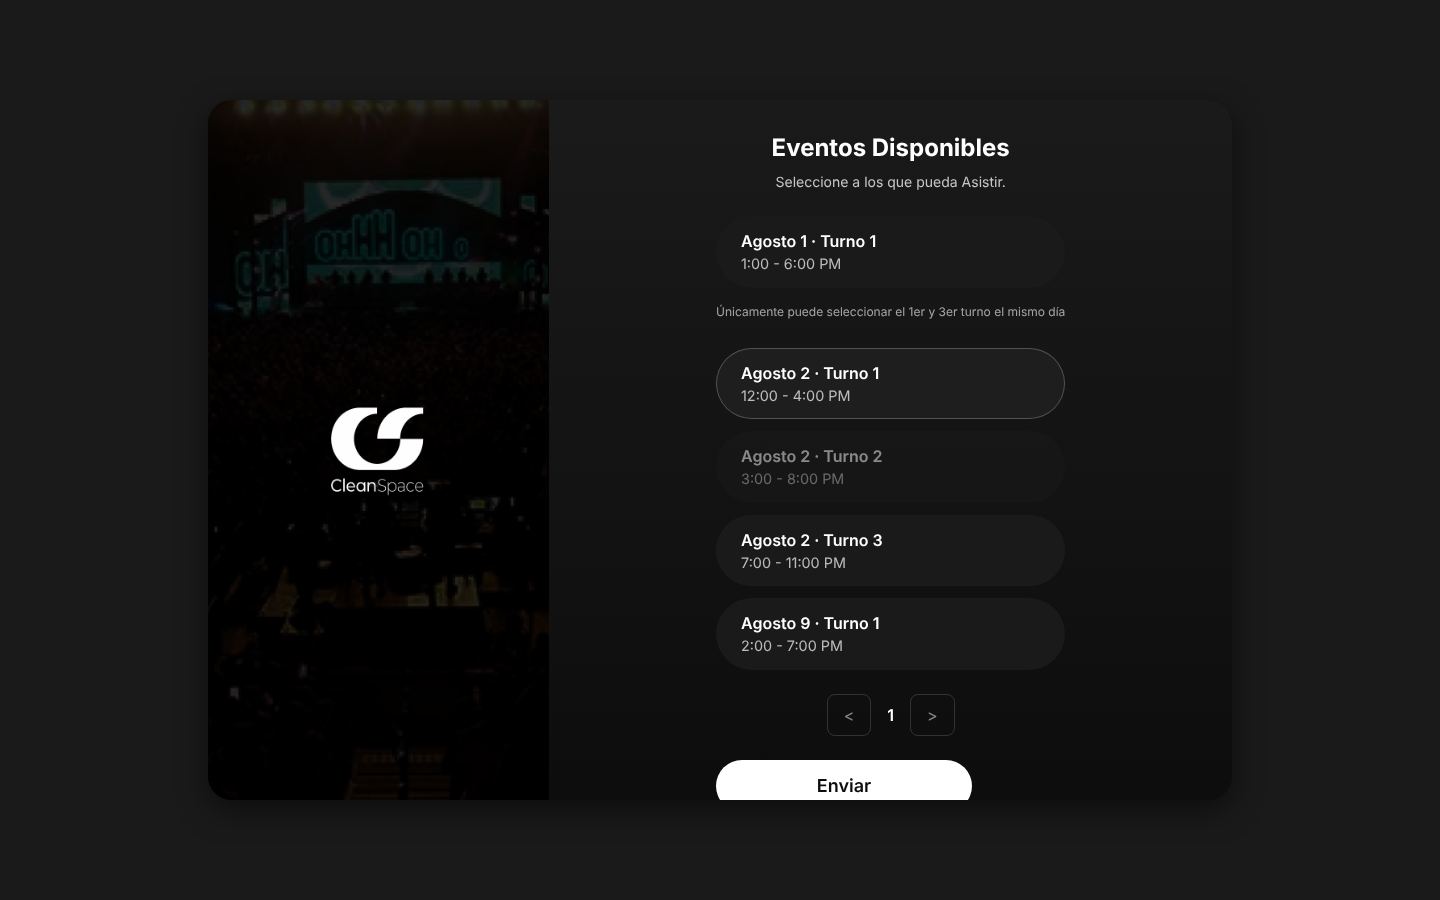 Eventos Disponibles
Seleccione a los que pueda Asistir.
Agosto 1 · Turno 1
1:00 - 6:00 PM
Únicamente puede seleccionar el 1er y 3er turno el mismo día
Agosto 2 · Turno 1
12:00 - 4:00 PM
Agosto 2 · Turno 2
3:00 - 8:00 PM
Agosto 2 · Turno 3
7:00 - 11:00 PM
Agosto 9 · Turno 1
2:00 - 7:00 PM
< 1 >
Enviar
OHHH OH O
OH
CleanSpace